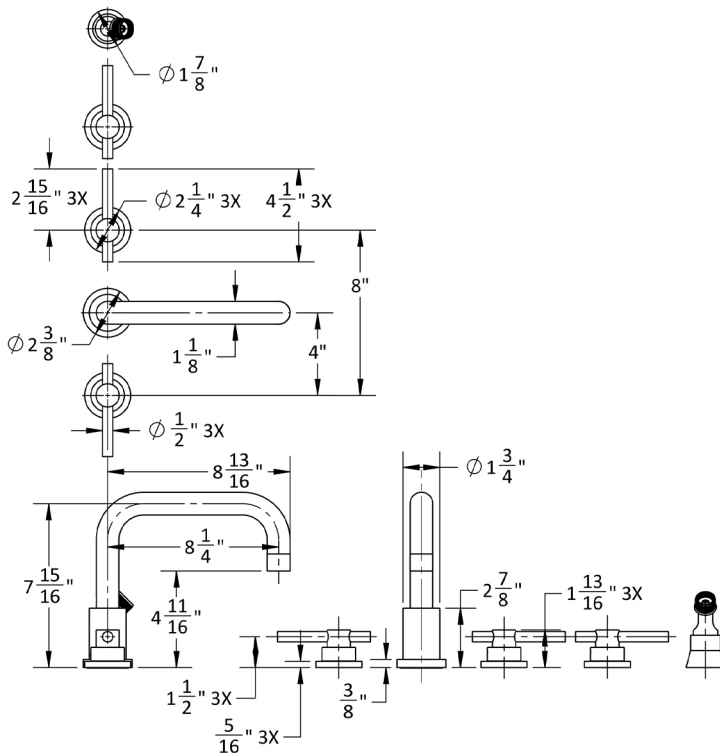 ∅ 1 7/8"
2 15/16" 3X
∅ 2 1/4" 3X
4 1/2" 3X
8"
∅ 2 3/8"
1 1/8"
4"
∅ 1/2" 3X
8 13/16"
∅ 1 3/4"
8 1/4"
7 15/16"
4 11/16"
2 7/8"
1 13/16" 3X
1 1/2" 3X
3/8"
5/16" 3X